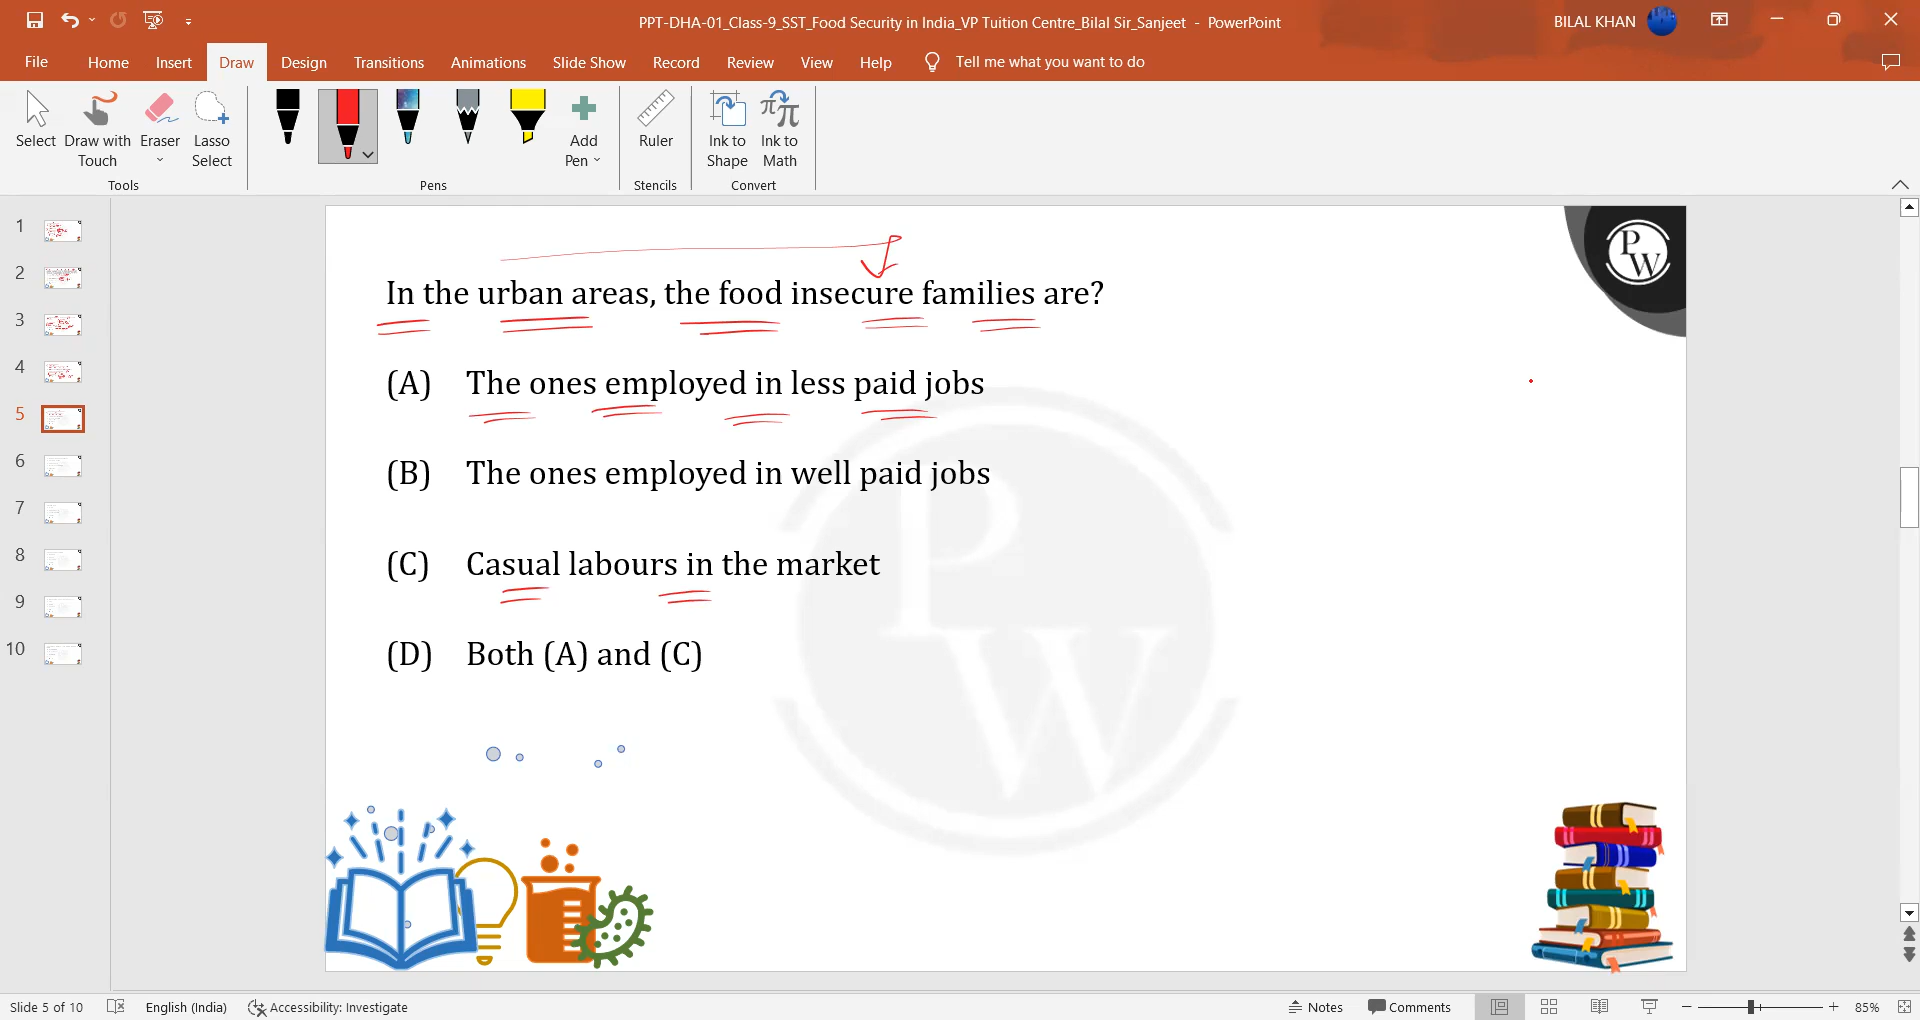 PPT-DHA-01_Class-9_SST_Food Security in India_VP Tuition Centre_Bilal Sir_Sanjeet - PowerPoint
BILAL KHAN
File Home Insert Draw Design Transitions Animations Slide Show Record Review View Help Tell me what you want to do
Select Draw with Touch Eraser Lasso Select
Add Pen
Ruler
Ink to Shape Ink to Math
Tools Pens Stencils Convert
1
2
3
4
5
6
7
8
9
10
P
W
In the urban areas, the food insecure families are?
(A) The ones employed in less paid jobs
(B) The ones employed in well paid jobs
(C) Casual labours in the market
(D) Both (A) and (C)
P
W
Slide 5 of 10 English (India) Accessibility: Investigate Notes Comments 85%